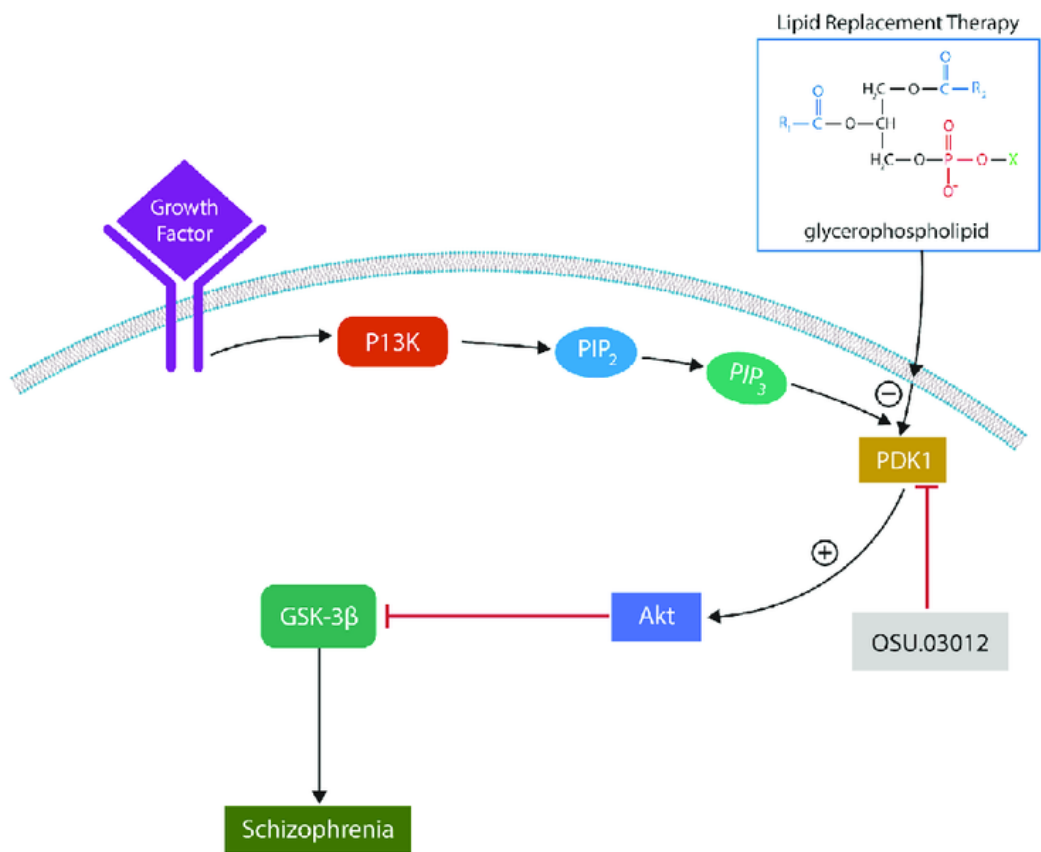 Lipid Replacement Therapy
O O
H₂C—O—C—R₂
R₁—C—O—CH O
H₂C—O—P—O—X
O⁻
glycerophospholipid
Growth
Factor
P13K
PIP₂
PIP₃
−
PDK1
+
GSK-3β
Akt
OSU.03012
Schizophrenia